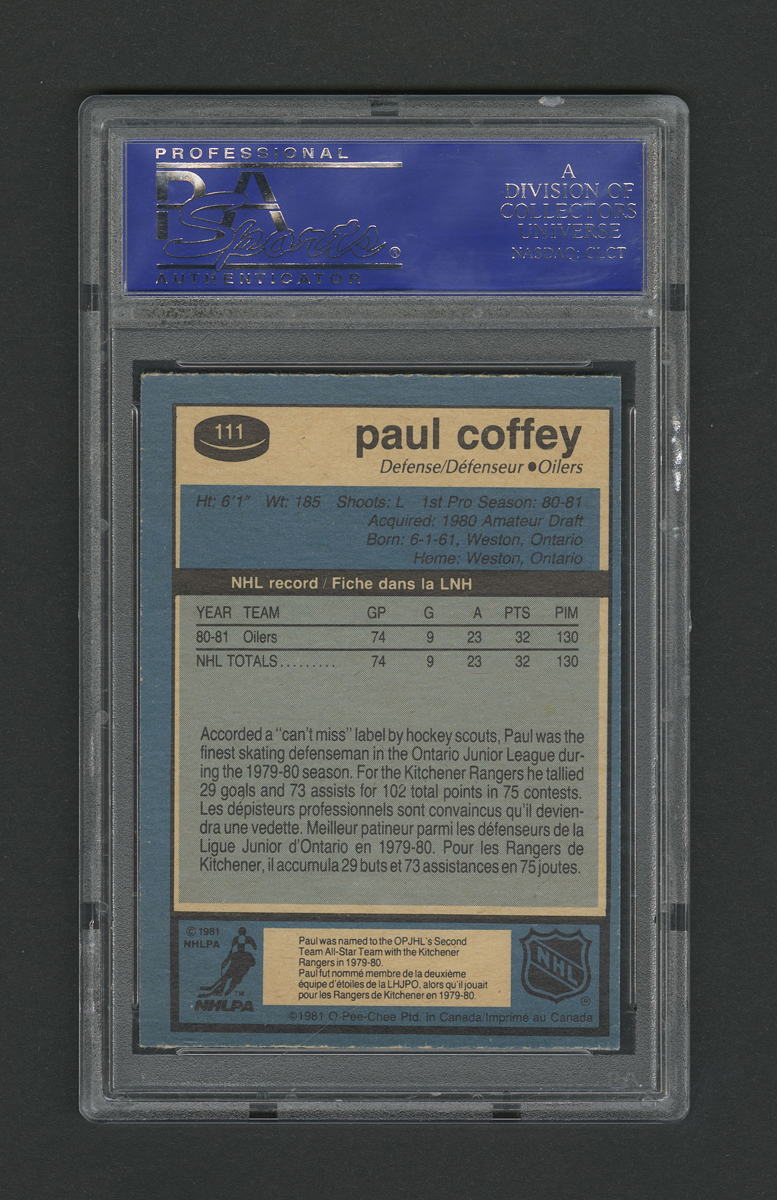 PROFESSIONAL
PSA
Sports®
AUTHENTICATOR
A
DIVISION OF
COLLECTORS
UNIVERSE
NASDAQ: CLCT
111
paul coffey
Defense/Défenseur ● Oilers
Ht: 6'1" Wt: 185 Shoots: L 1st Pro Season: 80-81
Acquired: 1980 Amateur Draft
Born: 6-1-61, Weston, Ontario
Home: Weston, Ontario
NHL record / Fiche dans la LNH
YEAR TEAM GP G A PTS PIM
80-81 Oilers 74 9 23 32 130
NHL TOTALS......... 74 9 23 32 130
Accorded a "can't miss" label by hockey scouts, Paul was the
finest skating defenseman in the Ontario Junior League dur-
ing the 1979-80 season. For the Kitchener Rangers he tallied
29 goals and 73 assists for 102 total points in 75 contests.
Les dépisteurs professionnels sont convaincus qu'il devien-
dra une vedette. Meilleur patineur parmi les défenseurs de la
Ligue Junior d'Ontario en 1979-80. Pour les Rangers de
Kitchener, il accumula 29 buts et 73 assistances en 75 joutes.
©1981
NHLPA
TM
NHLPA
Paul was named to the OPJHL's Second
Team All-Star Team with the Kitchener
Rangers in 1979-80.
Paul fut nommé membre de la deuxième
équipe d'étoiles de la LHJPO, alors qu'il jouait
pour les Rangers de Kitchener en 1979-80.
NHL
®
©1981 O-Pee-Chee Ptd. in Canada/Imprimé au Canada